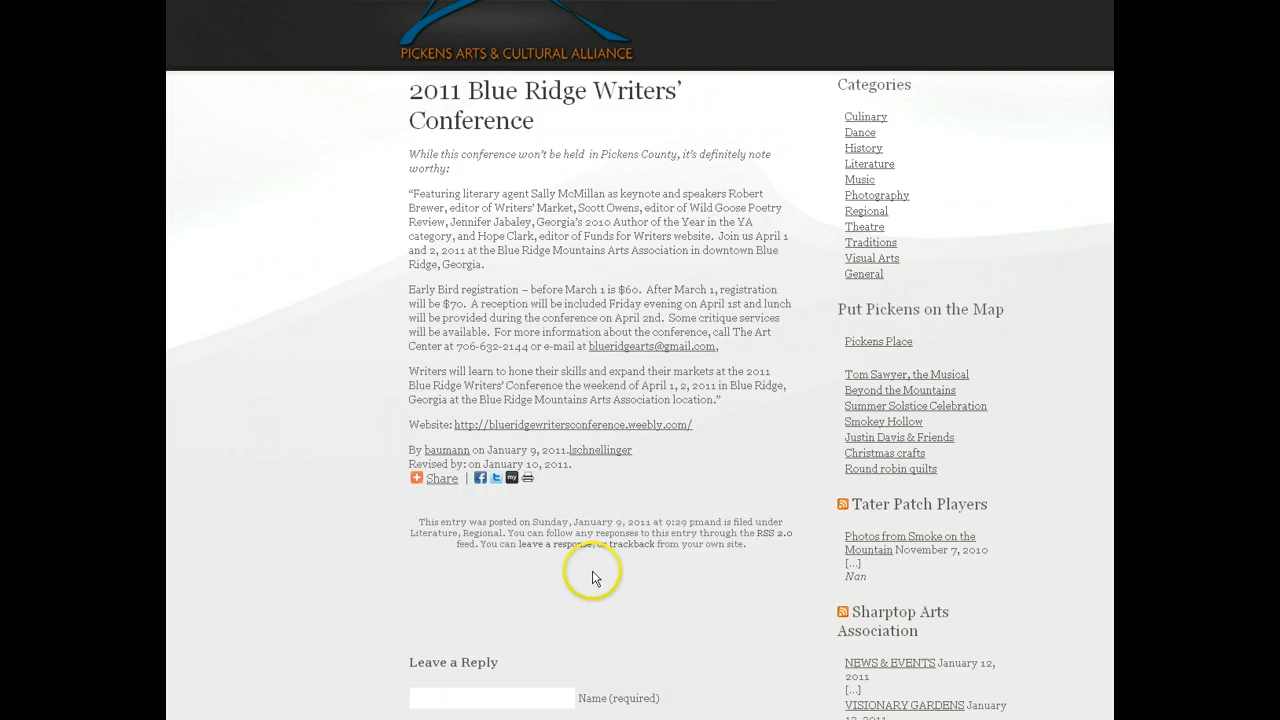 PICKENS ARTS & CULTURAL ALLIANCE
2011 Blue Ridge Writers'
Conference
While this conference won't be held in Pickens County, it's definitely note
worthy:
"Featuring literary agent Sally McMillan as keynote and speakers Robert
Brewer, editor of Writers' Market, Scott Owens, editor of Wild Goose Poetry
Review, Jennifer Jabaley, Georgia's 2010 Author of the Year in the YA
category, and Hope Clark, editor of Funds for Writers website. Join us April 1
and 2, 2011 at the Blue Ridge Mountains Arts Association in downtown Blue
Ridge, Georgia.
Early Bird registration – before March 1 is $60. After March 1, registration
will be $70. A reception will be included Friday evening on April 1st and lunch
will be provided during the conference on April 2nd. Some critique services
will be available. For more information about the conference, call The Art
Center at 706-632-2144 or e-mail at blueridgearts@gmail.com,
Writers will learn to hone their skills and expand their markets at the 2011
Blue Ridge Writers' Conference the weekend of April 1, 2, 2011 in Blue Ridge,
Georgia at the Blue Ridge Mountains Arts Association location."
Website: http://blueridgewritersconference.weebly.com/
By baumann on January 9, 2011.|schnellinger
Revised by: on January 10, 2011.
Share |
This entry was posted on Sunday, January 9, 2011 at 9:29 pmand is filed under
Literature, Regional. You can follow any responses to this entry through the RSS 2.0
feed. You can leave a response, or trackback from your own site.
Leave a Reply
Name (required)
Categories
Culinary
Dance
History
Literature
Music
Photography
Regional
Theatre
Traditions
Visual Arts
General
Put Pickens on the Map
Pickens Place
Tom Sawyer, the Musical
Beyond the Mountains
Summer Solstice Celebration
Smokey Hollow
Justin Davis & Friends
Christmas crafts
Round robin quilts
Tater Patch Players
Photos from Smoke on the
Mountain November 7, 2010
[...]
Nan
Sharptop Arts
Association
NEWS & EVENTS January 12,
2011
[...]
VISIONARY GARDENS January